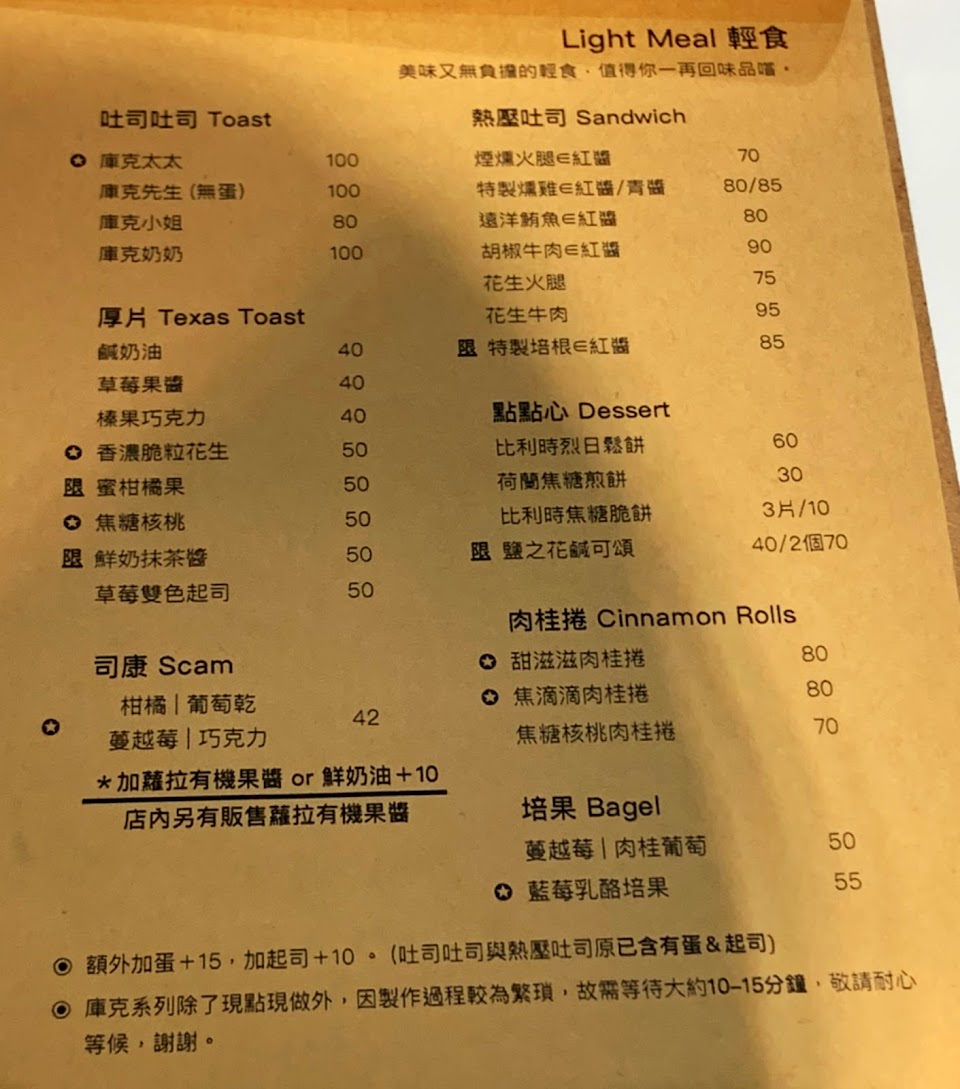 Light Meal 輕食
美味又無負擔的輕食，值得你一再回味品嚐。
吐司吐司 Toast
✪ 庫克太太 100
庫克先生 (無蛋) 100
庫克小姐 80
庫克奶奶 100
厚片 Texas Toast
鹹奶油 40
草莓果醬 40
榛果巧克力 40
✪ 香濃脆粒花生 50
限 蜜柑橘果 50
✪ 焦糖核桃 50
限 鮮奶抹茶醬 50
草莓雙色起司 50
司康 Scam
✪ 柑橘 | 葡萄乾
蔓越莓 | 巧克力 42
*加蘿拉有機果醬 or 鮮奶油+10
店內另有販售蘿拉有機果醬
熱壓吐司 Sandwich
煙燻火腿∈紅醬 70
特製燻雞∈紅醬/青醬 80/85
遠洋鮪魚∈紅醬 80
胡椒牛肉∈紅醬 90
花生火腿 75
花生牛肉 95
限 特製培根∈紅醬 85
點點心 Dessert
比利時烈日鬆餅 60
荷蘭焦糖煎餅 30
比利時焦糖脆餅 3片/10
限 鹽之花鹹可頌 40/2個70
肉桂捲 Cinnamon Rolls
✪ 甜滋滋肉桂捲 80
✪ 焦滴滴肉桂捲 80
焦糖核桃肉桂捲 70
培果 Bagel
蔓越莓 | 肉桂葡萄 50
✪ 藍莓乳酪培果 55
◉ 額外加蛋+15，加起司+10 。(吐司吐司與熱壓吐司原已含有蛋&起司)
◉ 庫克系列除了現點現做外，因製作過程較為繁瑣，故需等待大約10-15分鐘，敬請耐心
等候，謝謝。